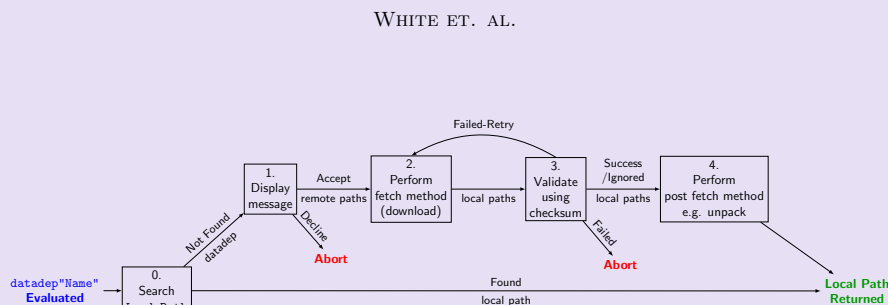 WHITE ET. AL.
Failed-Retry
1.
Display
message
Accept
remote paths
2.
Perform
fetch method
(download)
local paths
3.
Validate
using
checksum
Success
/Ignored
local paths
4.
Perform
post fetch method
e.g. unpack
Not Found
datadep
Decline
Abort
Failed
Abort
datadep"Name"
Evaluated
0.
Search
Found
local path
Local Path
Returned